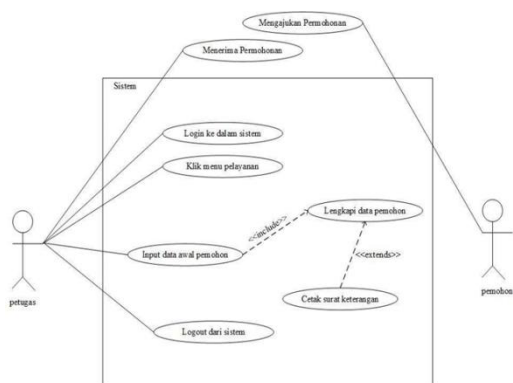 Mengajukan Permohonan
Menerima Permohonan
Sistem
Login ke dalam sistem
Klik menu pelayanan
Lengkapi data pemohon
<<include>>
Input data awal pemohon
<<extends>>
petugas
pemohon
Cetak surat keterangan
Logout dari sistem